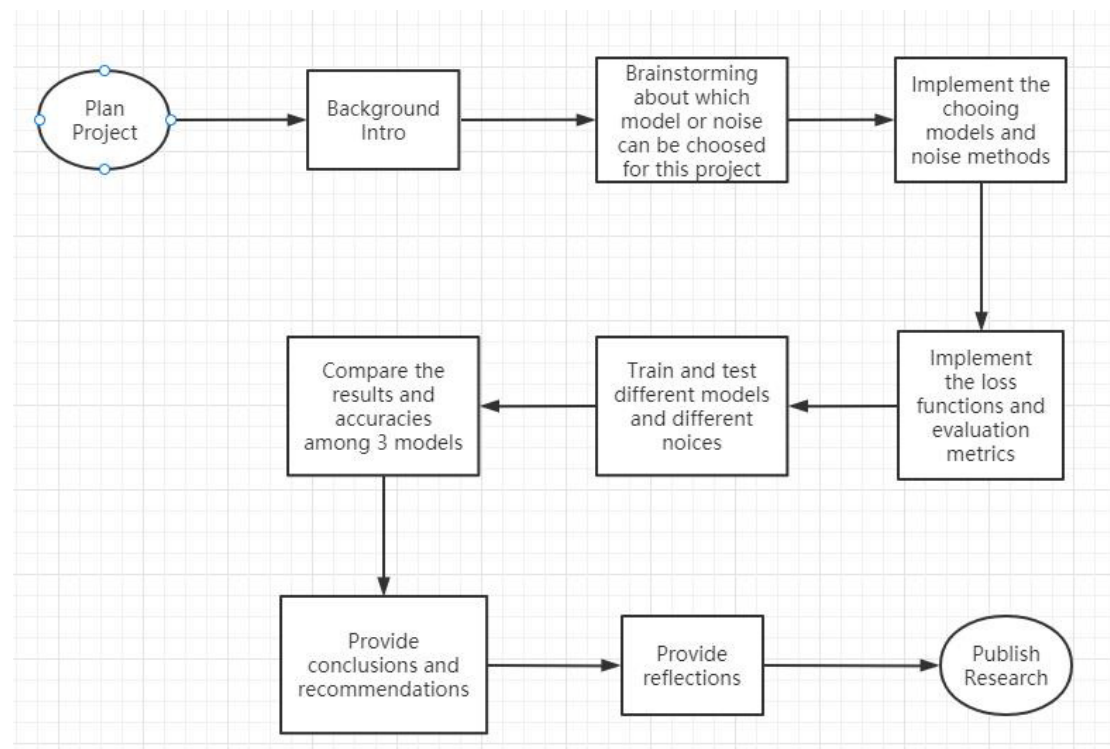 Plan
Project
Background
Intro
Brainstorming
about which
model or noise
can be choosed
for this project
Implement the
chooing
models and
noise methods
Implement
the loss
functions and
evaluation
metrics
Train and test
different models
and different
noices
Compare the
results and
accuracies
among 3 models
Provide
conclusions and
recommendations
Provide
reflections
Publish
Research